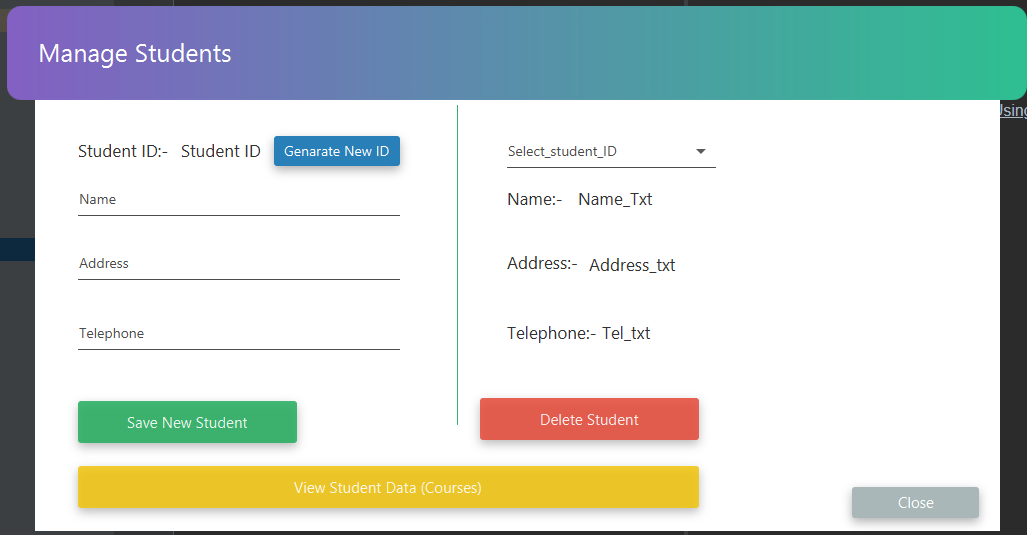 Manage Students
Student ID:- Student ID Genarate New ID
Name
Address
Telephone
Save New Student
Select_student_ID
Name:- Name_Txt
Address:- Address_txt
Telephone:- Tel_txt
Delete Student
View Student Data (Courses)
Close